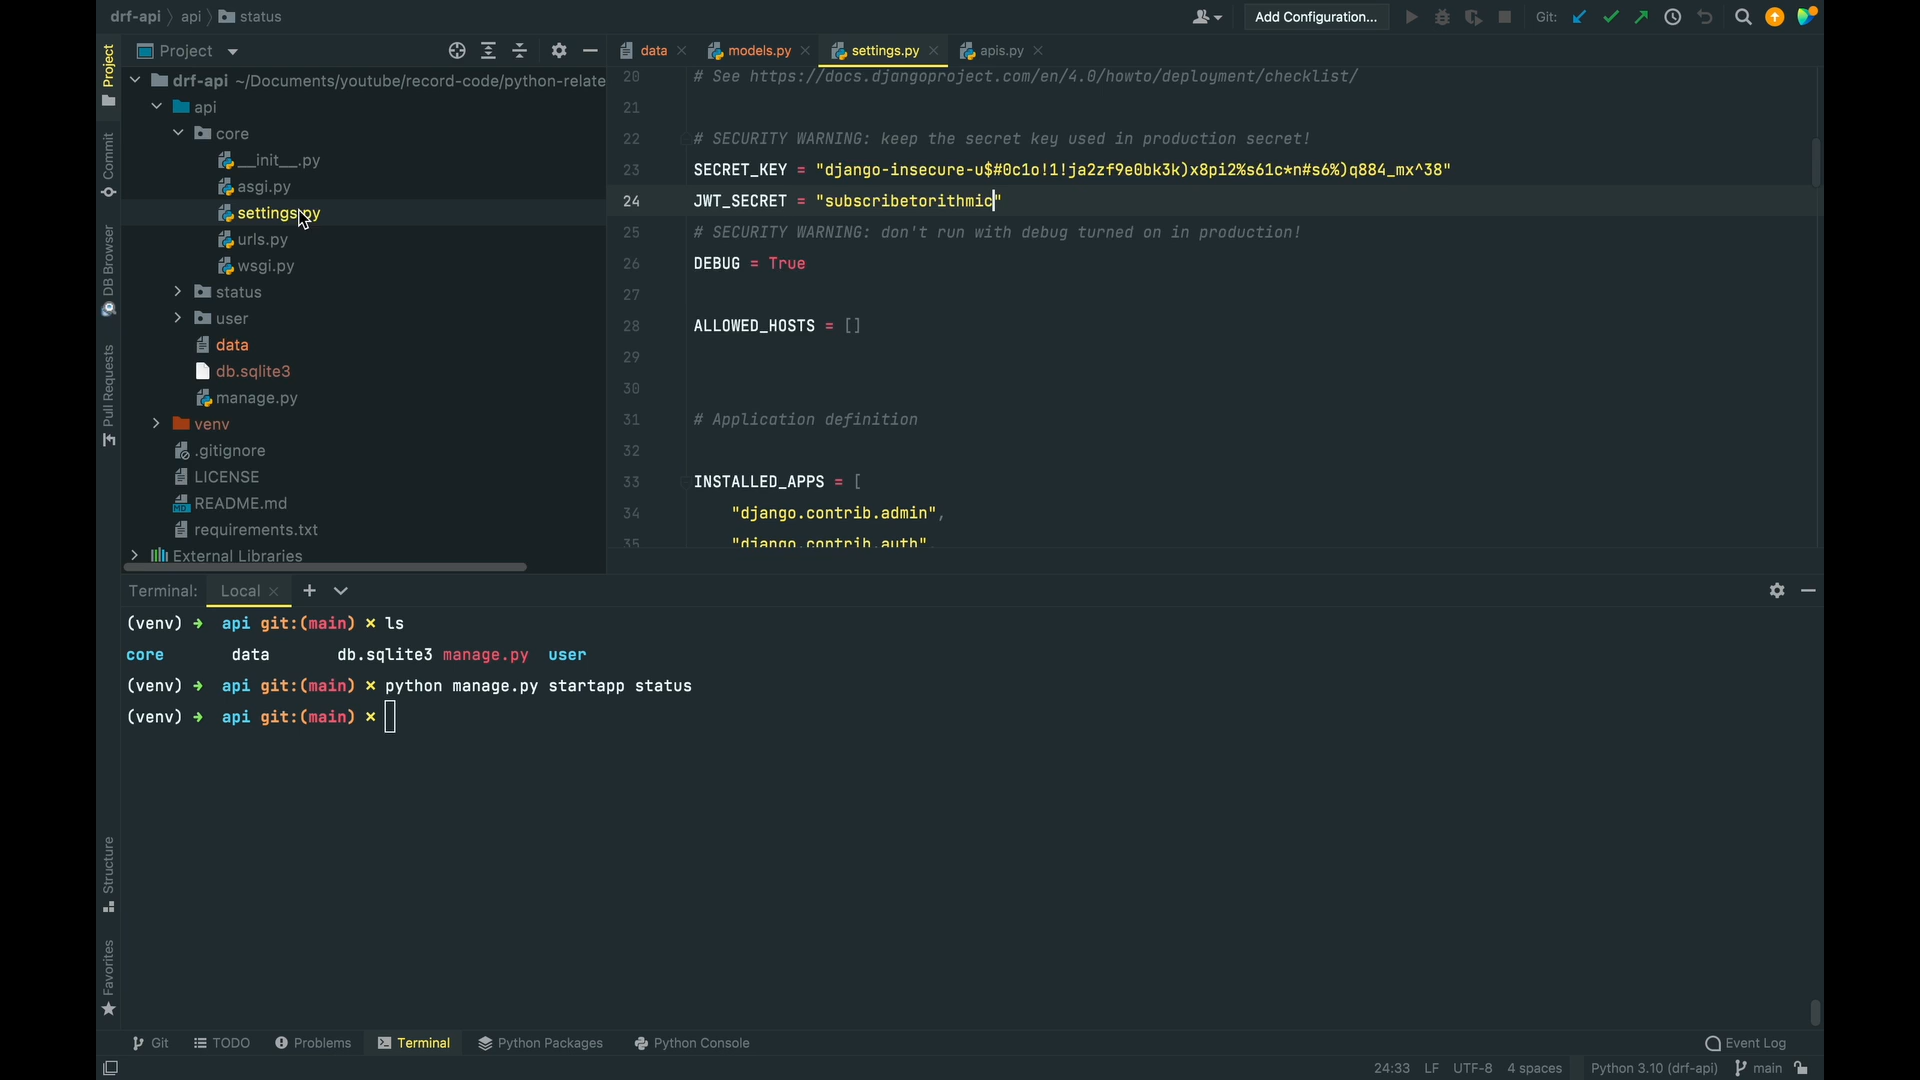 drf-api > api > status
Add Configuration...
Git:
Project
data
models.py
settings.py
apis.py
drf-api ~/Documents/youtube/record-code/python-relate
api
core
__init__.py
asgi.py
settings.py
urls.py
wsgi.py
status
user
data
db.sqlite3
manage.py
venv
.gitignore
LICENSE
README.md
requirements.txt
External Libraries
Project
Commit
DB Browser
Pull Requests
Structure
Favorites
20 # See https://docs.djangoproject.com/en/4.0/howto/deployment/checklist/
21
22 # SECURITY WARNING: keep the secret key used in production secret!
23 SECRET_KEY = "django-insecure-u$#0c1o!1!ja2zf9e0bk3k)x8pi2%s61c*n#s6%)q884_mx^38"
24 JWT_SECRET = "subscribetorithmic"
25 # SECURITY WARNING: don't run with debug turned on in production!
26 DEBUG = True
27
28 ALLOWED_HOSTS = []
29
30
31 # Application definition
32
33 INSTALLED_APPS = [
34 "django.contrib.admin",
35 "django.contrib.auth"
Terminal: Local
(venv) → api git:(main) × ls
core data db.sqlite3 manage.py user
(venv) → api git:(main) × python manage.py startapp status
(venv) → api git:(main) ×
Git
TODO
Problems
Terminal
Python Packages
Python Console
Event Log
24:33 LF UTF-8 4 spaces Python 3.10 (drf-api) main